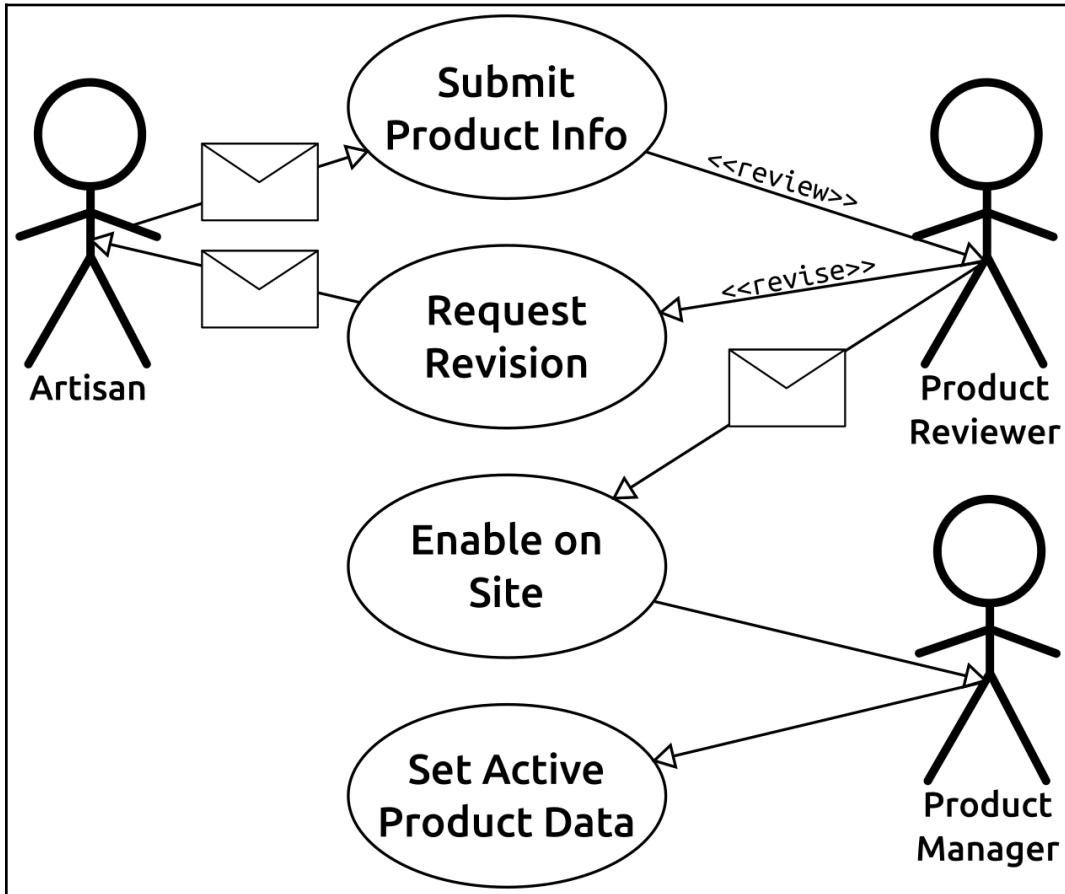 Submit
Product Info
<<review>>
<<revise>>
Request
Revision
Artisan
Product
Reviewer
Enable on
Site
Set Active
Product Data
Product
Manager